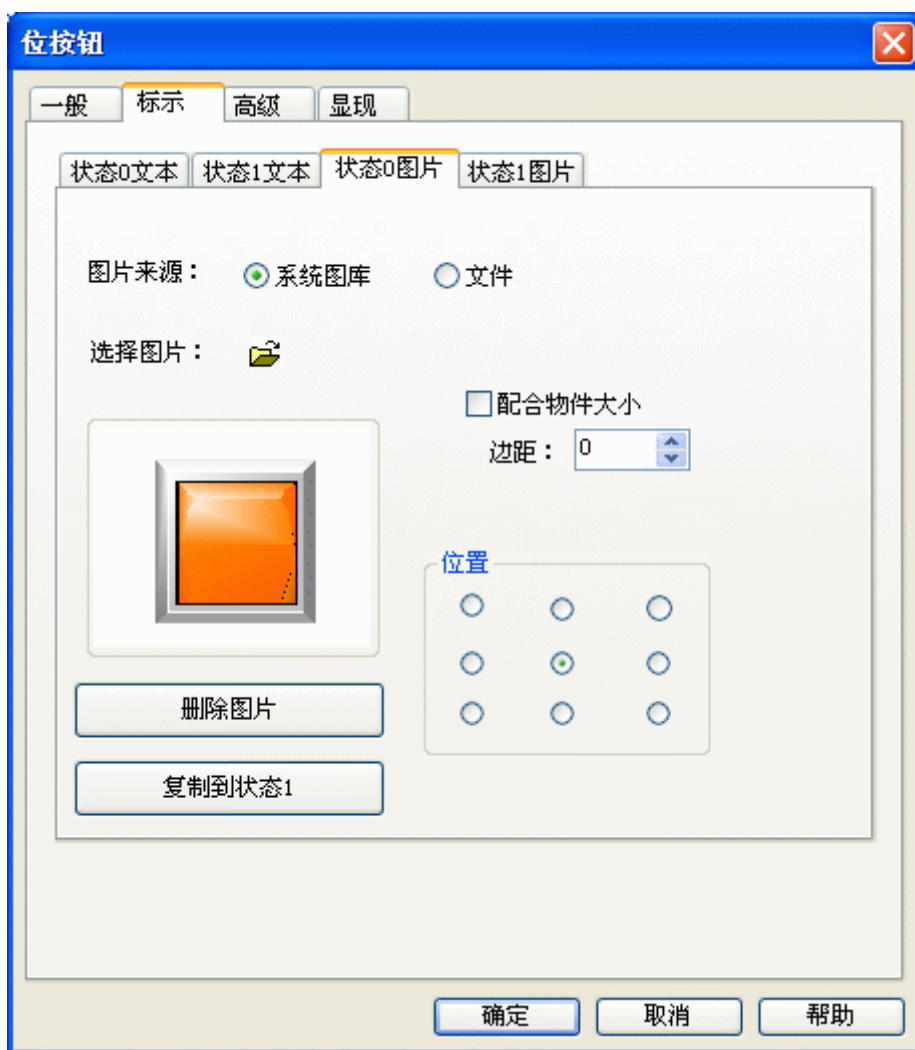 位按钮
一般 标示 高级 显现
状态0文本 状态1文本 状态0图片 状态1图片
图片来源： 系统图库 文件
选择图片：
配合物件大小
边距： 0
位置
删除图片
复制到状态1
确定 取消 帮助